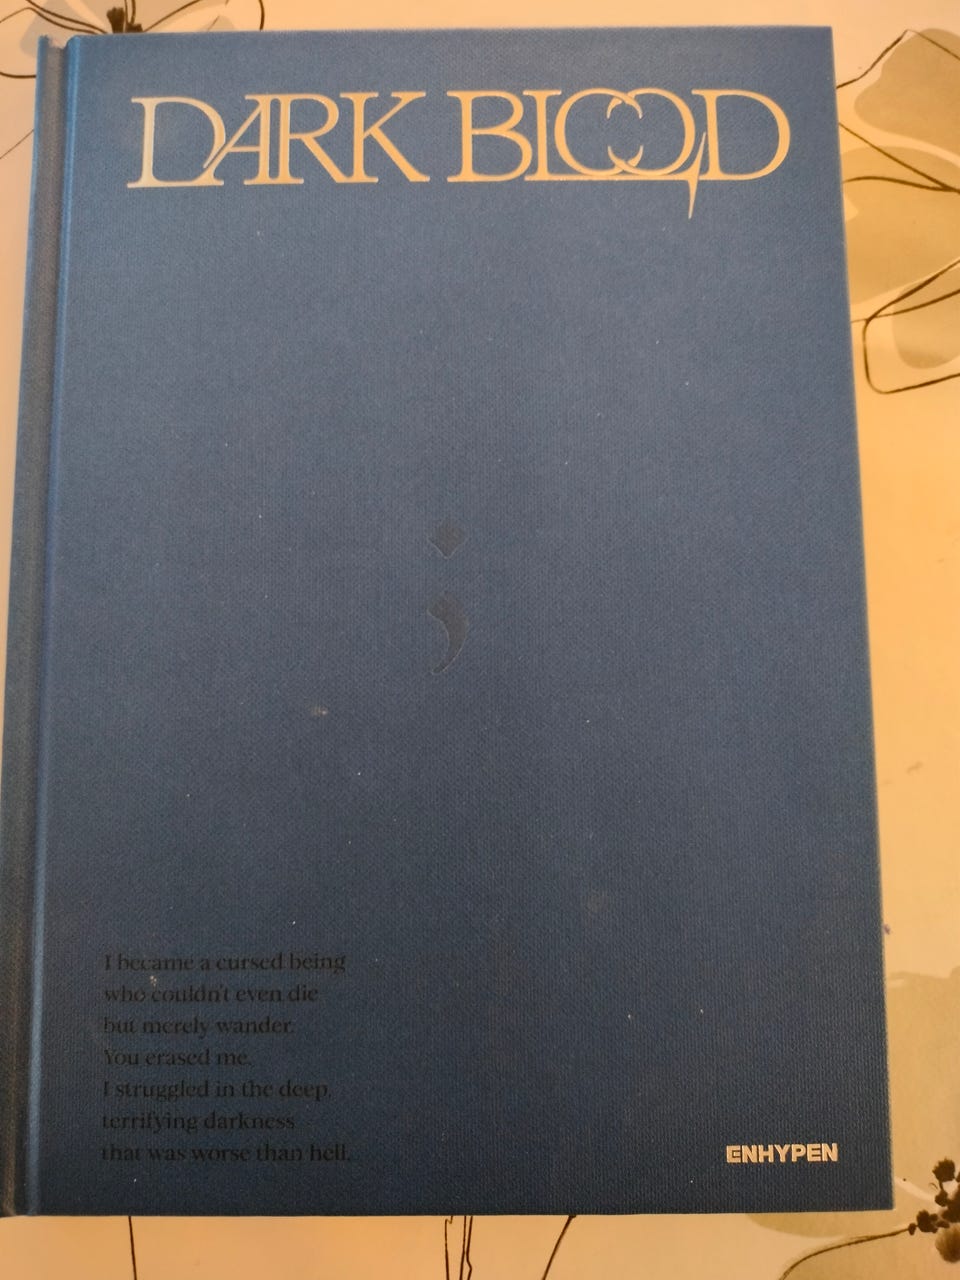 DARK BLOOD
;
I became a cursed being
who couldn't even die
but merely wander.
You erased me.
I struggled in the deep,
terrifying darkness
that was worse than hell.
ENHYPEN